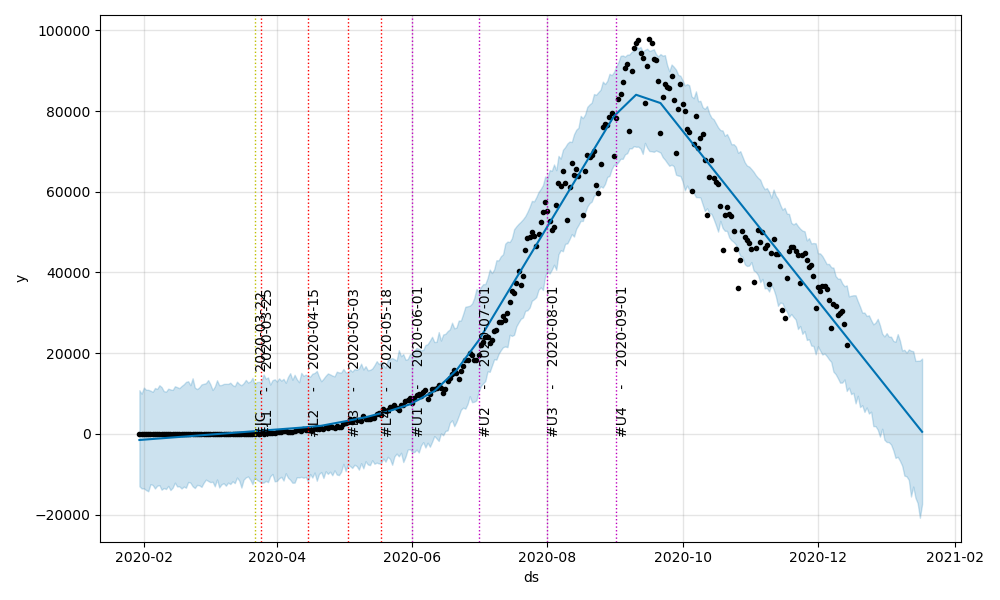 100000
80000
60000
40000
20000
0
−20000
y
#JC - 2020-03-22
#L1 - 2020-03-25
#L2 - 2020-04-15
#L3 - 2020-05-03
#L4 - 2020-05-18
#U1 - 2020-06-01
#U2 - 2020-07-01
#U3 - 2020-08-01
#U4 - 2020-09-01
2020-02
2020-04
2020-06
2020-08
2020-10
2020-12
2021-02
ds